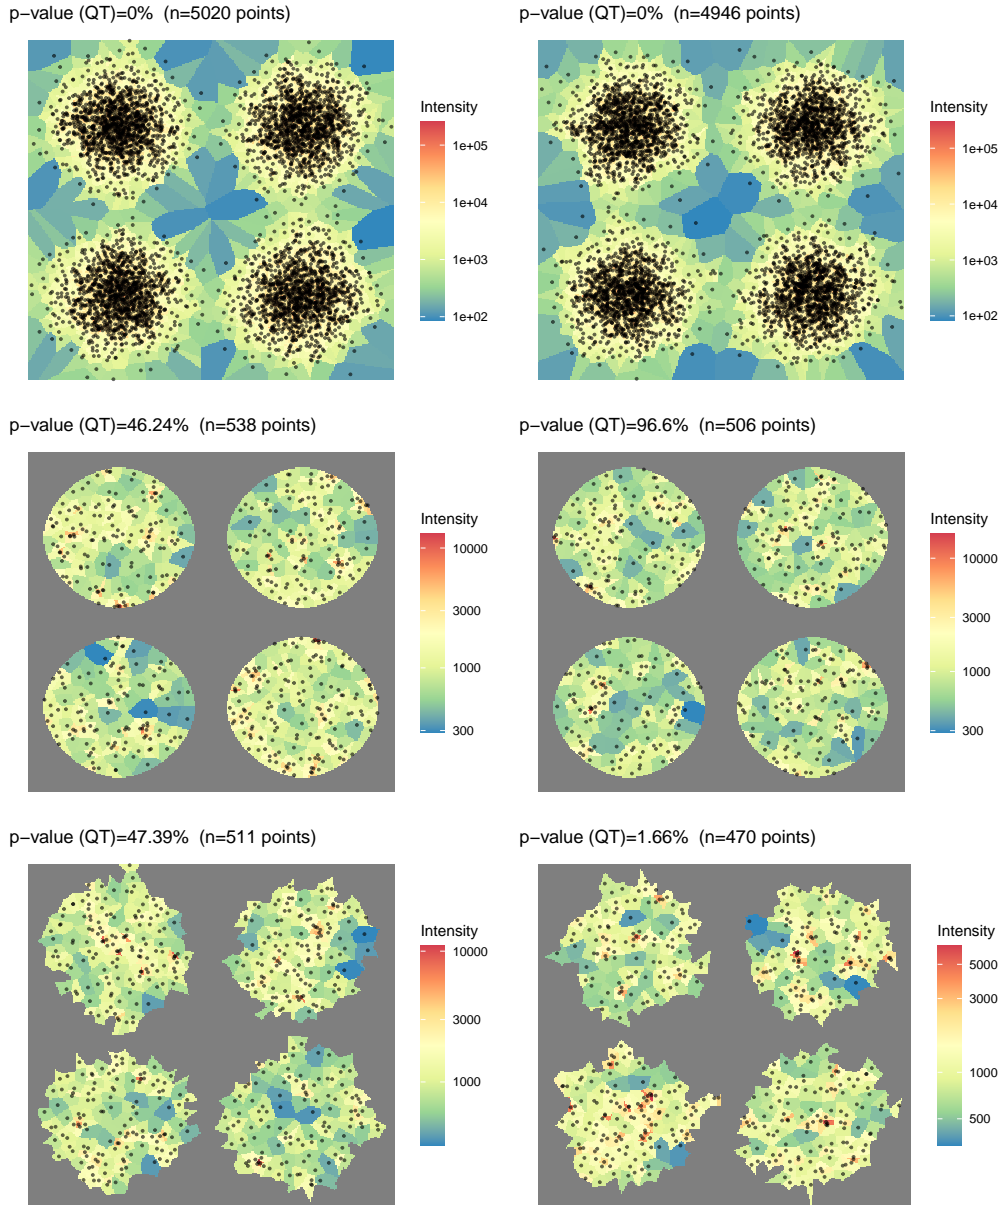 p−value (QT)=0% (n=5020 points)
p−value (QT)=0% (n=4946 points)
Intensity
1e+05
1e+04
1e+03
1e+02
Intensity
1e+05
1e+04
1e+03
1e+02
p−value (QT)=46.24% (n=538 points)
p−value (QT)=96.6% (n=506 points)
Intensity
10000
3000
1000
300
Intensity
10000
3000
1000
300
p−value (QT)=47.39% (n=511 points)
p−value (QT)=1.66% (n=470 points)
Intensity
10000
3000
1000
Intensity
5000
3000
1000
500